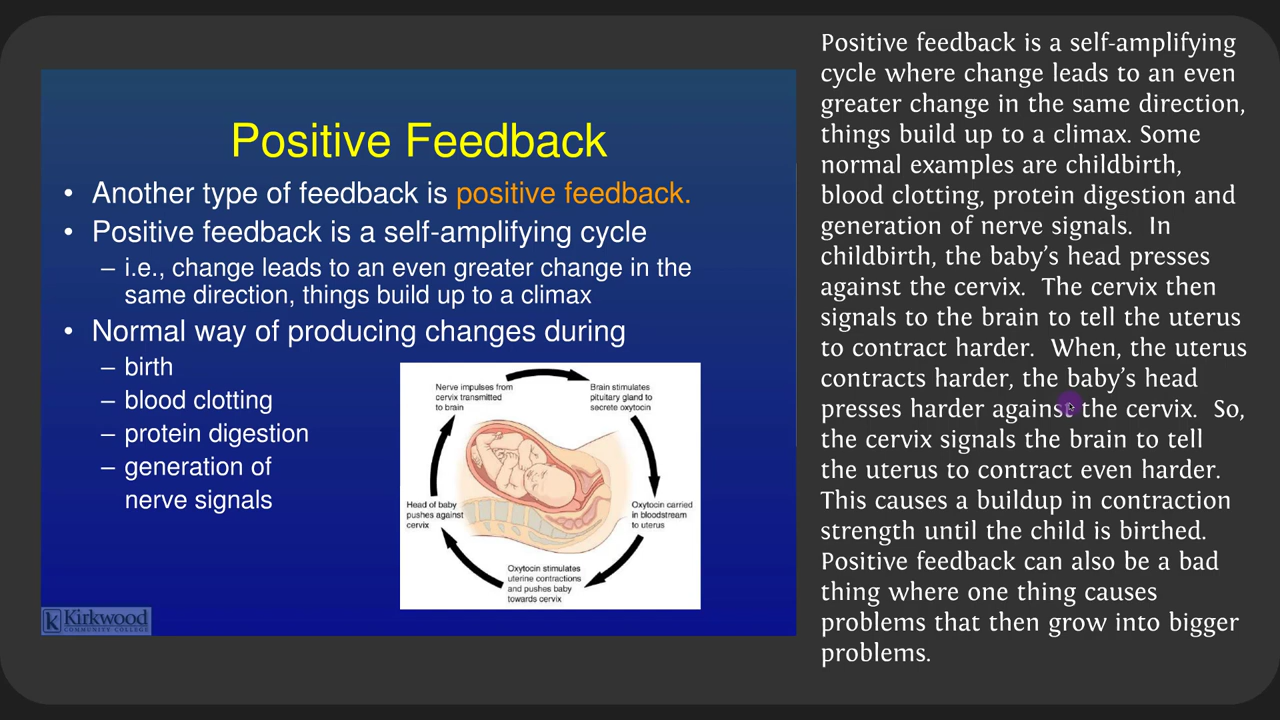 Positive Feedback
• Another type of feedback is positive feedback.
• Positive feedback is a self-amplifying cycle
– i.e., change leads to an even greater change in the
same direction, things build up to a climax
• Normal way of producing changes during
– birth
– blood clotting
– protein digestion
– generation of
nerve signals
Nerve impulses from
cervix transmitted
to brain
Brain stimulates
pituitary gland to
secrete oxytocin
Oxytocin carried
in bloodstream
to uterus
Oxytocin stimulates
uterine contractions
and pushes baby
towards cervix
Head of baby
pushes against
cervix
Kirkwood
COMMUNITY COLLEGE
Positive feedback is a self-amplifying
cycle where change leads to an even
greater change in the same direction,
things build up to a climax. Some
normal examples are childbirth,
blood clotting, protein digestion and
generation of nerve signals. In
childbirth, the baby’s head presses
against the cervix. The cervix then
signals to the brain to tell the uterus
to contract harder. When, the uterus
contracts harder, the baby’s head
presses harder against the cervix. So,
the cervix signals the brain to tell
the uterus to contract even harder.
This causes a buildup in contraction
strength until the child is birthed.
Positive feedback can also be a bad
thing where one thing causes
problems that then grow into bigger
problems.